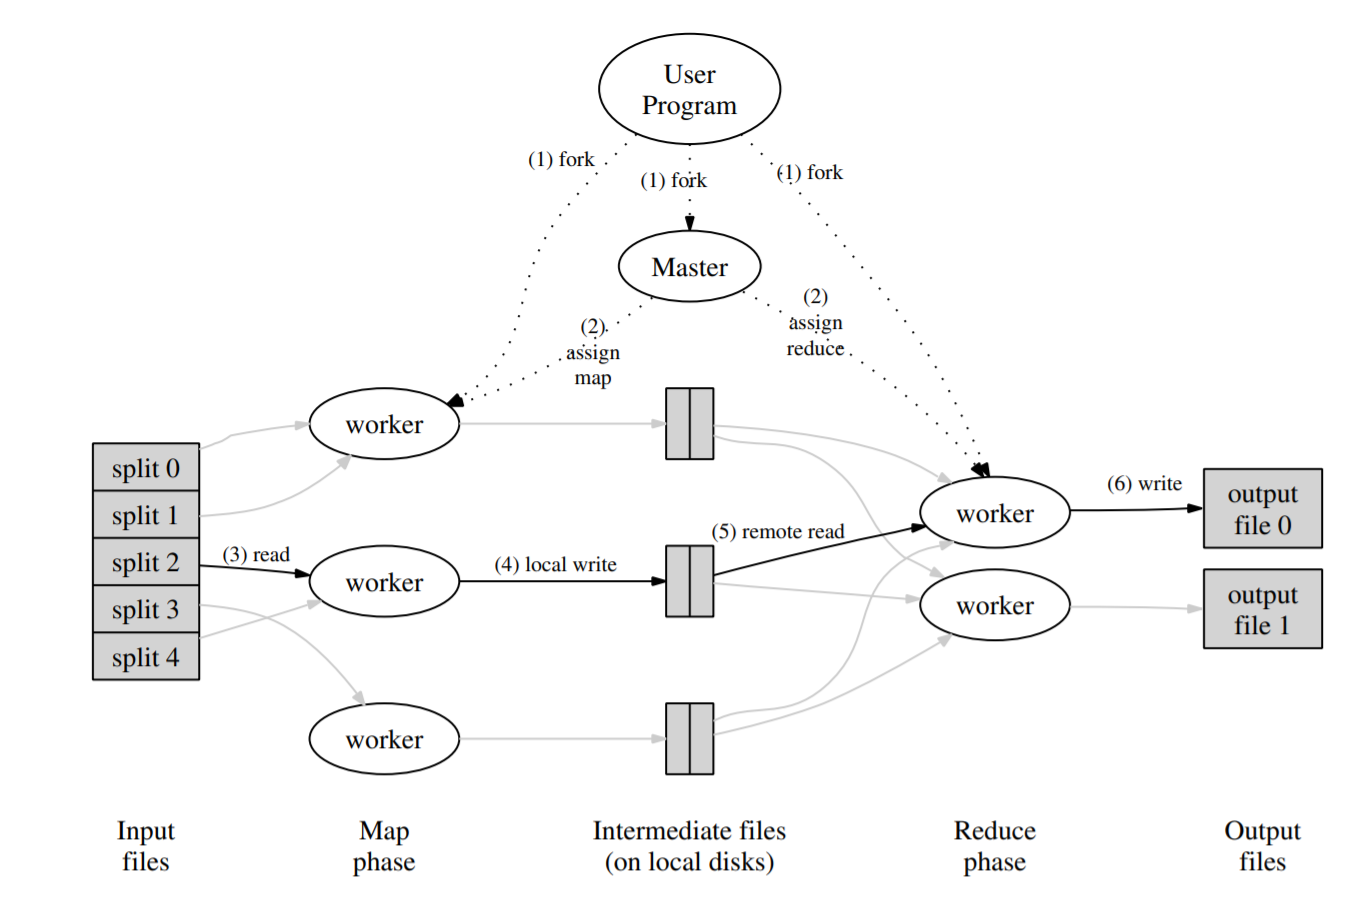 User
Program
(1) fork
(1) fork
(1) fork
Master
(2)
assign
map
(2)
assign
reduce
worker
split 0
split 1
split 2
split 3
split 4
(3) read
worker
(4) local write
worker
(5) remote read
worker
worker
(6) write
output
file 0
output
file 1
Input
files
Map
phase
Intermediate files
(on local disks)
Reduce
phase
Output
files